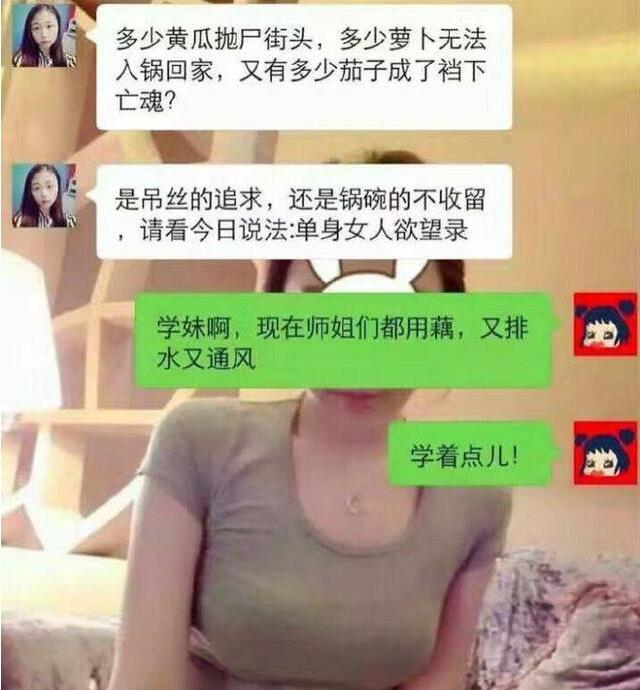 多少黄瓜抛尸街头，多少萝卜无法
入锅回家，又有多少茄子成了裆下
亡魂?
是吊丝的追求，还是锅碗的不收留
，请看今日说法:单身女人欲望录
学妹啊，现在师姐们都用藕，又排
水又通风
学着点儿!